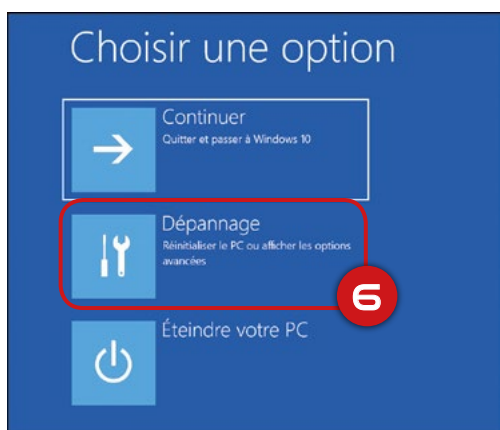 Choisir une option
Continuer
Quitter et passer à Windows 10
Dépannage
Réinitialiser le PC ou afficher les options
avancées
6
Éteindre votre PC